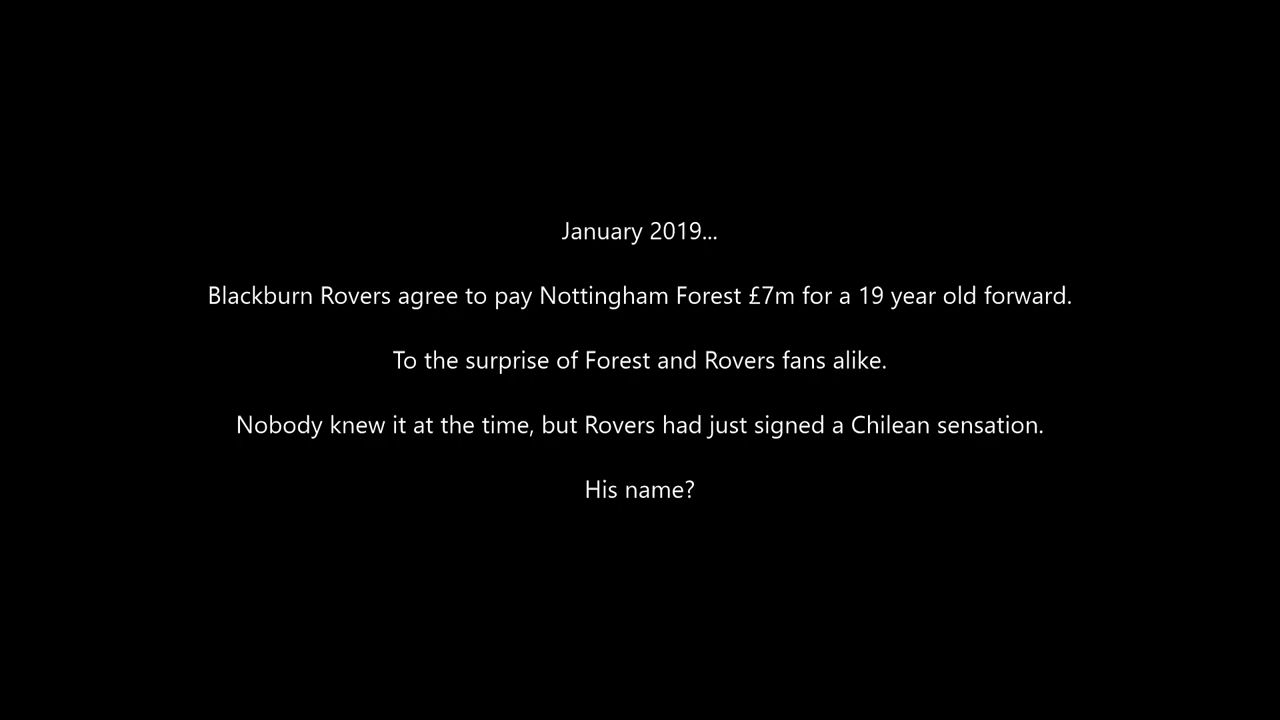 January 2019...
Blackburn Rovers agree to pay Nottingham Forest £7m for a 19 year old forward.
To the surprise of Forest and Rovers fans alike.
Nobody knew it at the time, but Rovers had just signed a Chilean sensation.
His name?